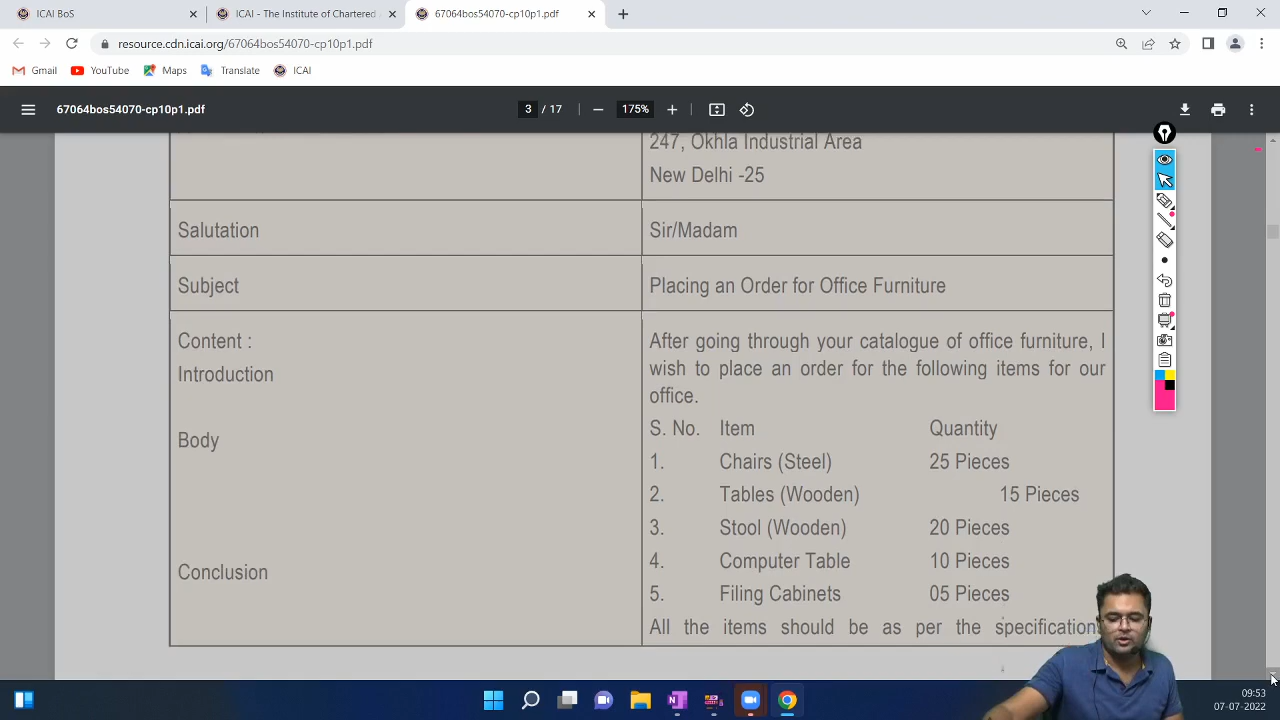 ICAI BoS
ICAI - The Institute of Chartered
67064bos54070-cp10p1.pdf
resource.cdn.icai.org/67064bos54070-cp10p1.pdf
Gmail YouTube Maps Translate ICAI
67064bos54070-cp10p1.pdf 3 / 17 175%
247, Okhla Industrial Area
New Delhi -25
Salutation Sir/Madam
Subject Placing an Order for Office Furniture
Content : After going through your catalogue of office furniture, I
Introduction wish to place an order for the following items for our
office.
S. No. Item Quantity
Body
1. Chairs (Steel) 25 Pieces
2. Tables (Wooden) 15 Pieces
3. Stool (Wooden) 20 Pieces
4. Computer Table 10 Pieces
Conclusion
5. Filing Cabinets 05 Pieces
All the items should be as per the specification
09:53
07-07-2022